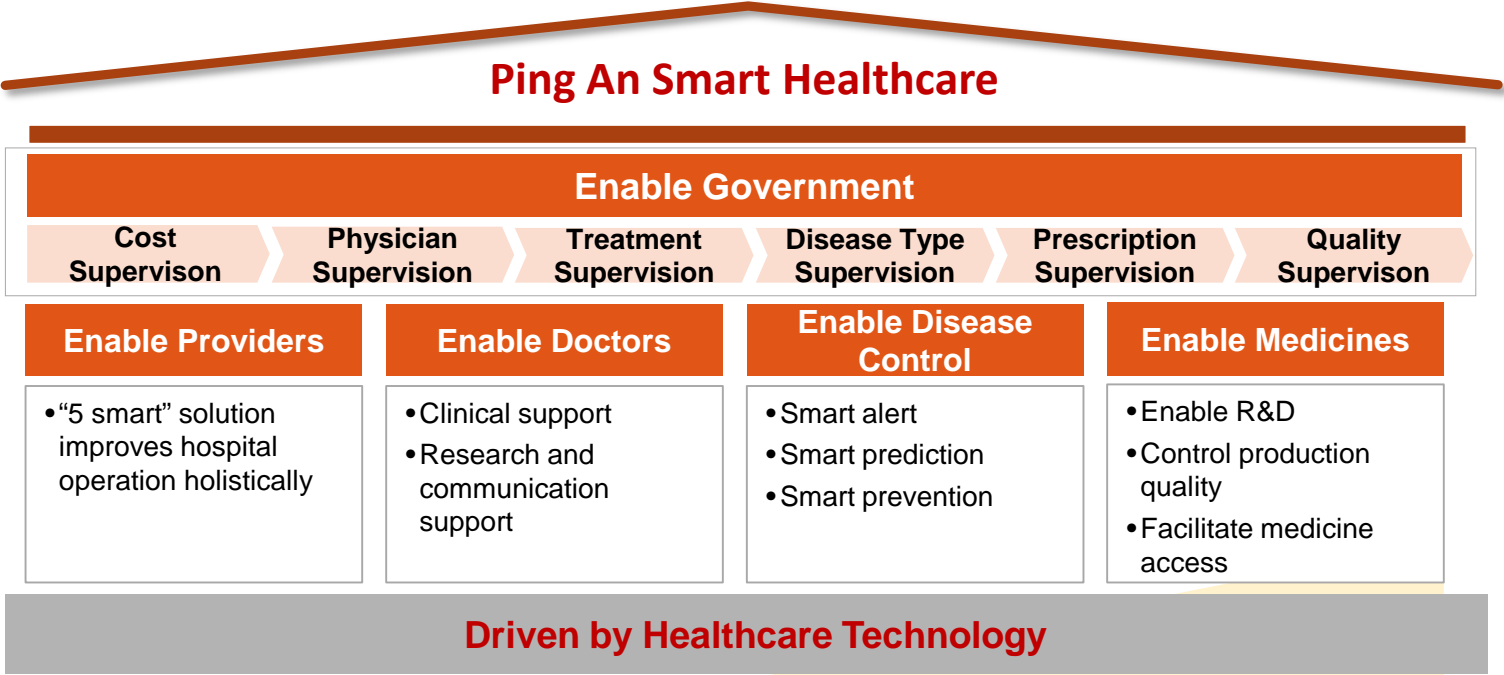 Ping An Smart Healthcare
Enable Government
Cost
Supervison
Physician
Supervision
Treatment
Supervision
Disease Type
Supervision
Prescription
Supervision
Quality
Supervison
Enable Providers
•“5 smart” solution
improves hospital
operation holistically
Enable Doctors
•Clinical support
•Research and
communication
support
Enable Disease
Control
•Smart alert
•Smart prediction
•Smart prevention
Enable Medicines
•Enable R&D
•Control production
quality
•Facilitate medicine
access
Driven by Healthcare Technology